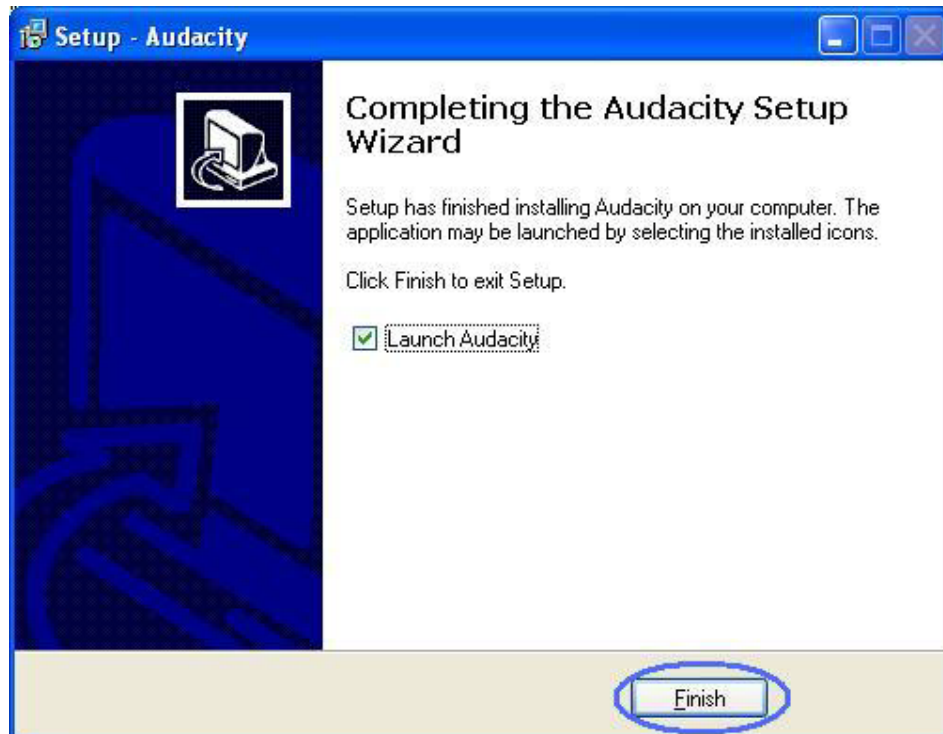 Setup - Audacity
Completing the Audacity Setup
Wizard
Setup has finished installing Audacity on your computer. The
application may be launched by selecting the installed icons.
Click Finish to exit Setup.
Launch Audacity
Finish